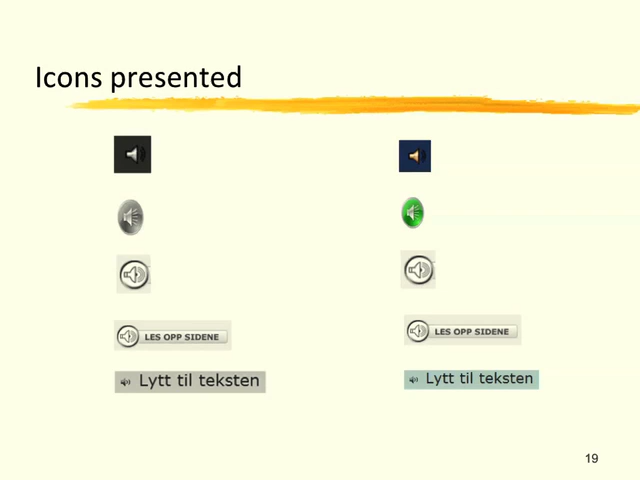 Icons presented
LES OPP SIDENE
LES OPP SIDENE
Lytt til teksten
Lytt til teksten
19